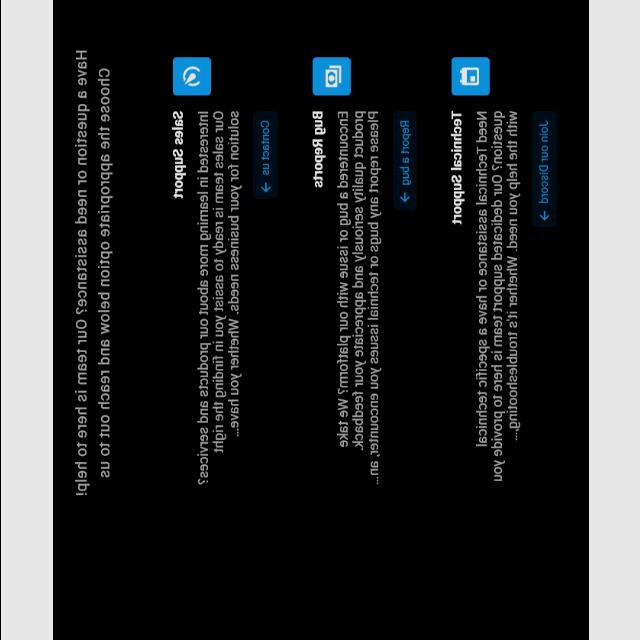 Have a question or need assistance? Our team is here to help!
Choose the appropriate option below and reach out to us
Sales Support
Interested in learning more about our products and services?
Our sales team is ready to assist you in finding the right
solution for your business needs. Whether you have...
Contact us →
Bug Reports
Encountered a bug or issue with our platform? We take
product quality seriously and appreciate your feedback.
Please report any bugs or technical issues you encounter, an...
Report a bug →
Technical Support
Need technical assistance or have a specific technical
question? Our dedicated support team is here to provide you
with the help you need. Whether it's troubleshooting...
Join our Discord →